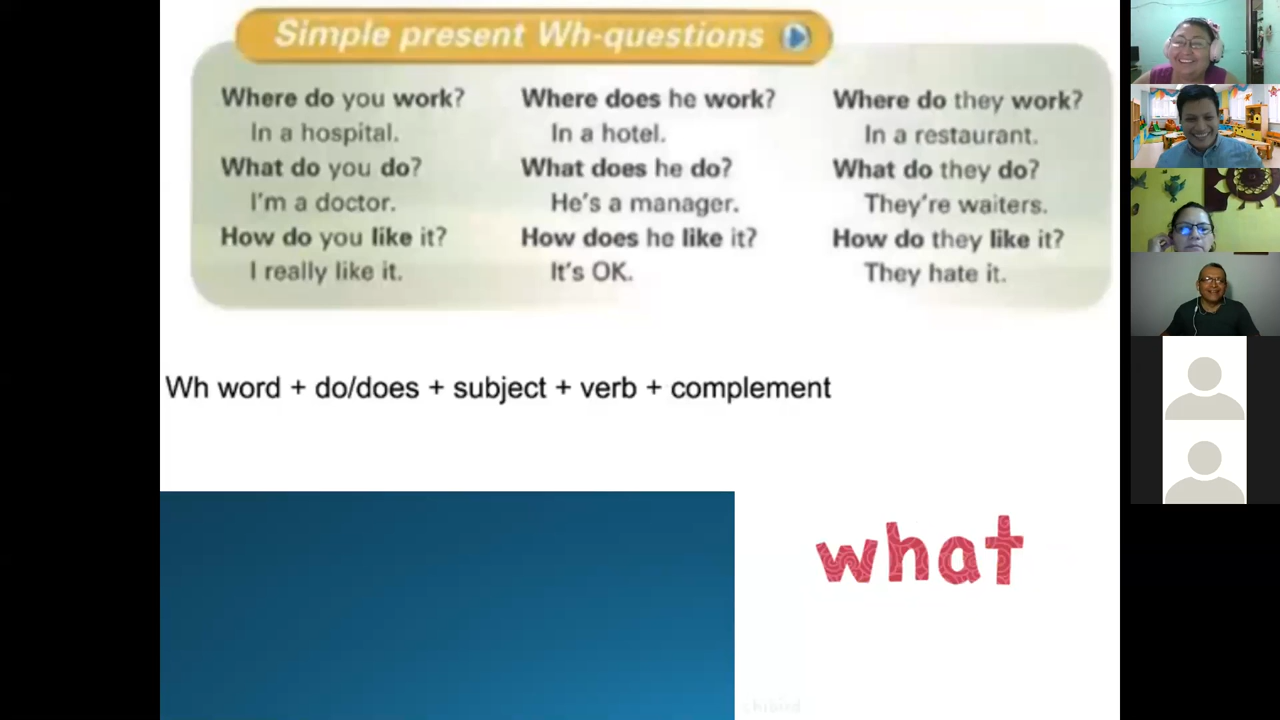 Simple present Wh-questions
Where do you work?
In a hospital.
What do you do?
I'm a doctor.
How do you like it?
I really like it.
Where does he work?
In a hotel.
What does he do?
He's a manager.
How does he like it?
It's OK.
Where do they work?
In a restaurant.
What do they do?
They're waiters.
How do they like it?
They hate it.
Wh word + do/does + subject + verb + complement
what